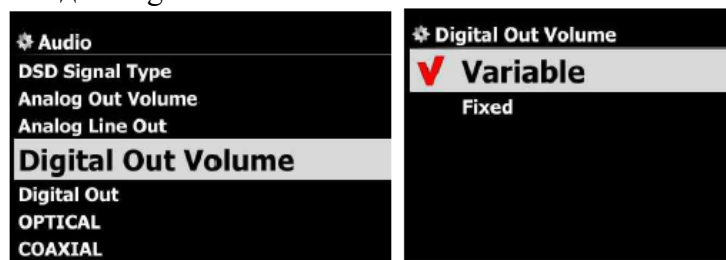 Audio
DSD Signal Type
Analog Out Volume
Analog Line Out
Digital Out Volume
Digital Out
OPTICAL
COAXIAL
Digital Out Volume
Variable
Fixed